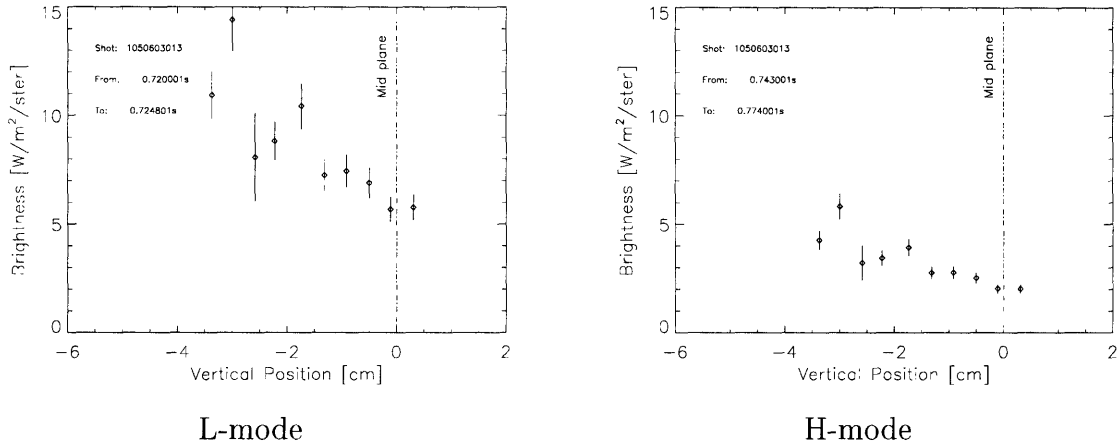 15
10
5
0
Brightness [W/m²/ster]
Shot: 1050603013
From: 0.720001s
To: 0.724801s
Mid plane
-6 -4 -2 0 2
Vertical Position [cm]
L-mode
15
10
5
0
Brightness [W/m²/ster]
Shot: 1050603013
From: 0.743001s
To: 0.774001s
Mid plane
-6 -4 -2 0 2
Vertical Position [cm]
H-mode